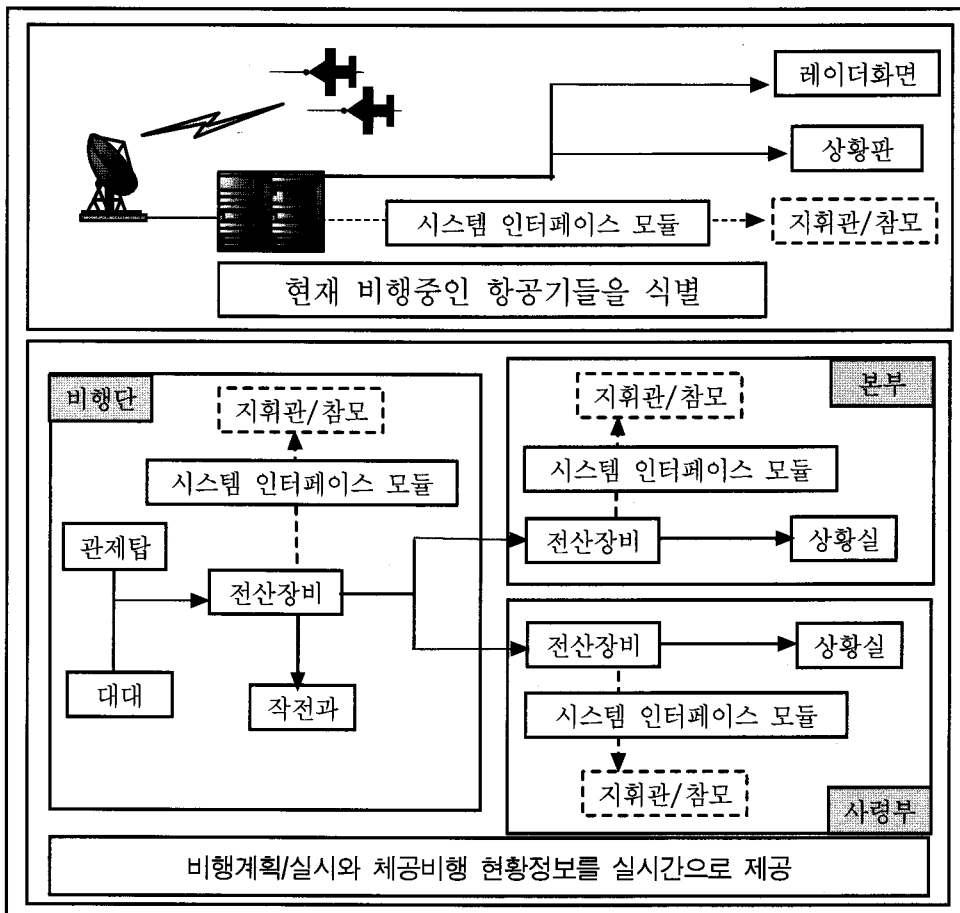 레이더화면
상황판
시스템 인터페이스 모듈
지휘관/참모
현재 비행중인 항공기들을 식별
비행단
지휘관/참모
시스템 인터페이스 모듈
관제탑
전산장비
대대
작전과
본부
지휘관/참모
시스템 인터페이스 모듈
전산장비
상황실
전산장비
상황실
시스템 인터페이스 모듈
지휘관/참모
사령부
비행계획/실시와 체공비행 현황정보를 실시간으로 제공